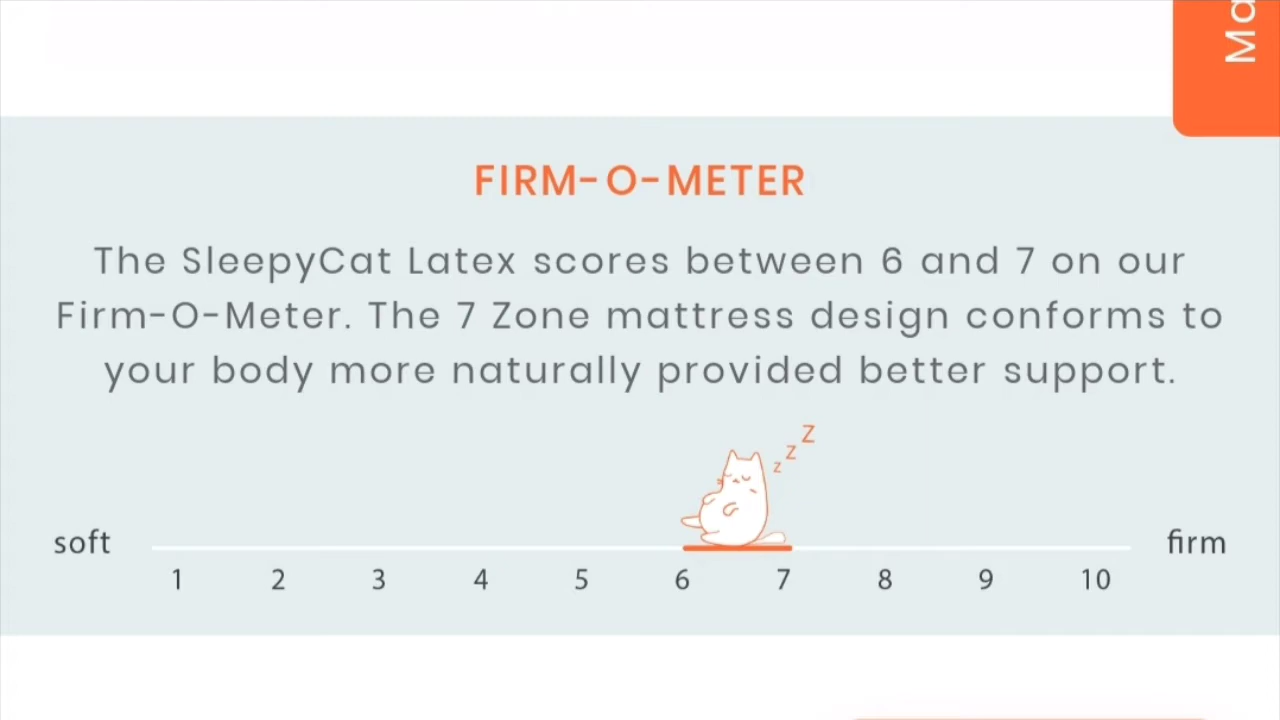 Ma
FIRM-O-METER
The SleepyCat Latex scores between 6 and 7 on our
Firm-O-Meter. The 7 Zone mattress design conforms to
your body more naturally provided better support.
z z z
soft
firm
1 2 3 4 5 6 7 8 9 10